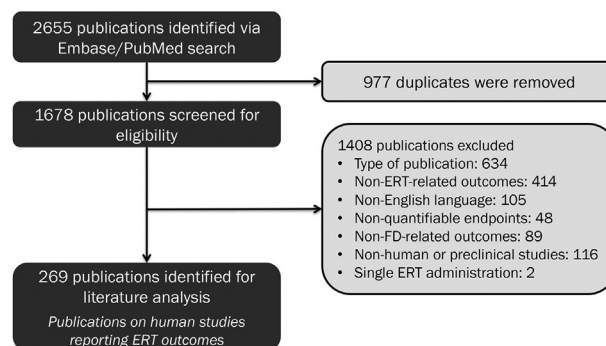 2655 publications identified via
Embase/PubMed search
977 duplicates were removed
1678 publications screened for
eligibility
1408 publications excluded
• Type of publication: 634
• Non-ERT-related outcomes: 414
• Non-English language: 105
• Non-quantifiable endpoints: 48
• Non-FD-related outcomes: 89
• Non-human or preclinical studies: 116
• Single ERT administration: 2
269 publications identified for
literature analysis
Publications on human studies
reporting ERT outcomes